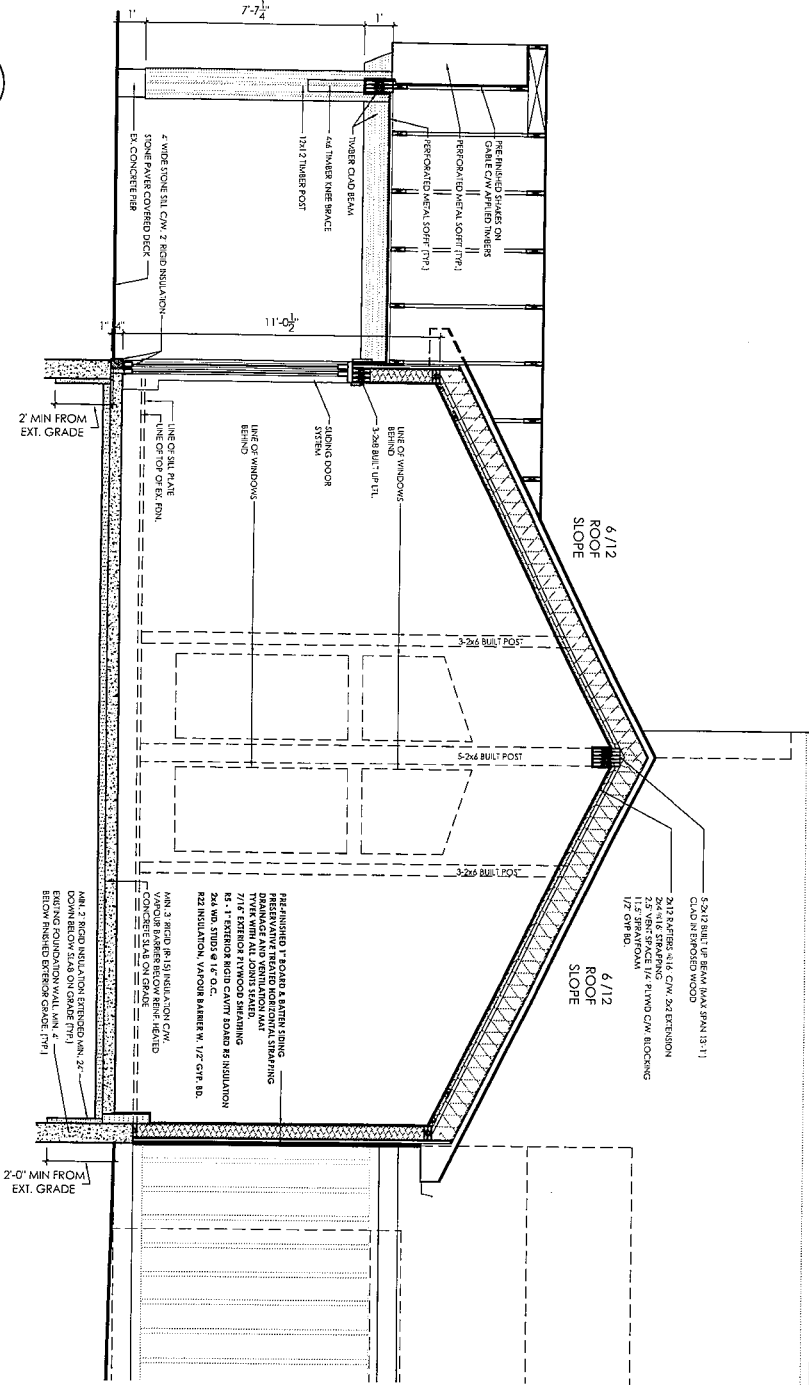 1'
7'-7 1/4"
1'
PRE-FINISHED SHAKES ON
GABLE C/W APPLIED TIMBERS
PERFORATED METAL SOFFIT (TYP.)
PERFORATED METAL SOFFIT (TYP.)
TIMBER CLAD BEAM
4x6 TIMBER KNEE BRACE
12x12 TIMBER POST
4" WIDE STONE SILL C/W. 2" RIGID INSULATION
STONE PAVER COVERED DECK
EX. CONCRETE PIER
11'-0 1/2"
1'
4"
2' MIN FROM
EXT. GRADE
LINE OF SILL PLATE
LINE OF TOP OF EX. FDN.
SLIDING DOOR
SYSTEM
3-2x8 BUILT UP LTL.
LINE OF WINDOWS
BEHIND
LINE OF WINDOWS
BEHIND
6 /12
ROOF
SLOPE
3-2x6 BUILT POST
5-2x6 BUILT POST
3-2x6 BUILT POST
5-2x12 BUILT UP BEAM (MAX SPAN 13'-1")
CLAD IN EXPOSED WOOD
2x12 RAFTERS @16" C/W. 2x2 EXTENSION
2x4 @16" STRAPPING
2.5" VENT SPACE 1/4" PLYWD C/W. BLOCKING
11.5" SPRAYFOAM
1/2" GYP BD.
6 /12
ROOF
SLOPE
PRE-FINISHED 1" BOARD & BATTEN SIDING
PRESERVATIVE TREATED HORIZONTAL STRAPPING
DRAINAGE AND VENTILATION MAT
TYVEK WITH ALL JOINTS SEALED.
7/16" EXTERIOR PLYWOOD SHEATHING
R5 - 1" EXTERIOR RIGID CAVITY BOARD R5 INSULATION
2x6 WD. STUDS @ 16" O.C.
R22 INSULATION, VAPOUR BARRIER W. 1/2" GYP. BD.
MIN. 3" RIGID (R-15) INSULATION C/W.
VAPOUR BARRIER BELOW REINF. HEATED
CONCRETE SLAB ON GRADE
MIN. 2" RIGID INSULATION EXTENDED MIN. 24"
DOWN BELOW SLAB ON GRADE (TYP.)
EXISTING FOUNDATION WALL. MIN. 4'
BELOW FINISHED EXTERIOR GRADE. (TYP.)
2'-0" MIN FROM
EXT. GRADE